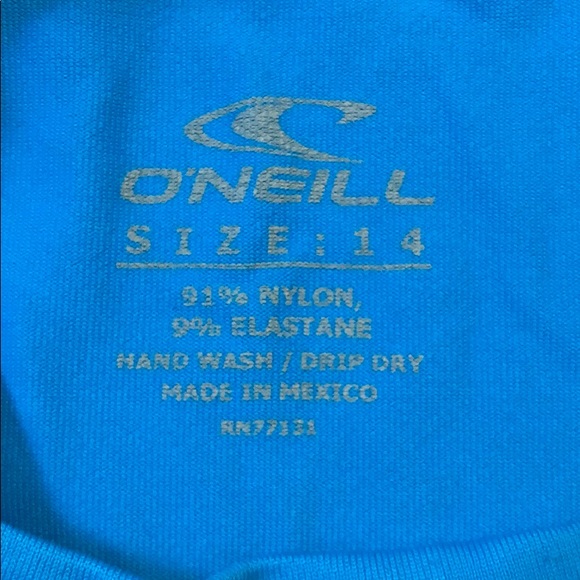 O'NEILL
SIZE: 14
91% NYLON,
9% ELASTANE
HAND WASH / DRIP DRY
MADE IN MEXICO
RN77131